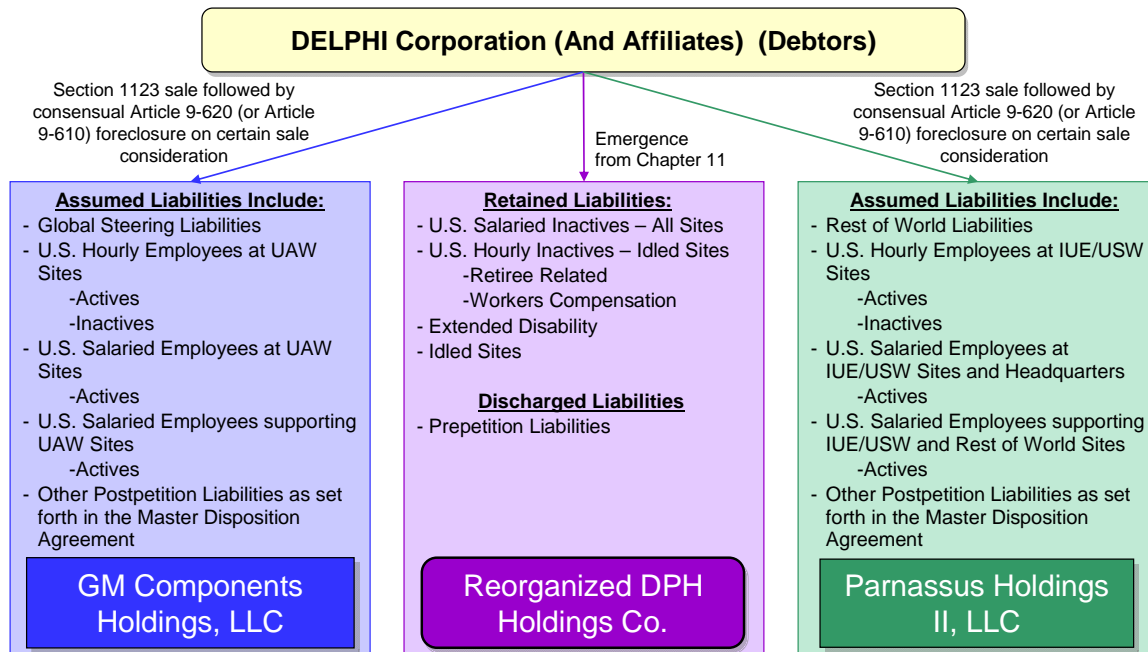 DELPHI Corporation (And Affiliates) (Debtors)
Section 1123 sale followed by
consensual Article 9-620 (or Article
9-610) foreclosure on certain sale
consideration
Emergence
from Chapter 11
Section 1123 sale followed by
consensual Article 9-620 (or Article
9-610) foreclosure on certain sale
consideration
Assumed Liabilities Include:
- Global Steering Liabilities
- U.S. Hourly Employees at UAW
Sites
-Actives
-Inactives
- U.S. Salaried Employees at UAW
Sites
-Actives
- U.S. Salaried Employees supporting
UAW Sites
-Actives
- Other Postpetition Liabilities as set
forth in the Master Disposition
Agreement
GM Components
Holdings, LLC
Retained Liabilities:
- U.S. Salaried Inactives – All Sites
- U.S. Hourly Inactives – Idled Sites
-Retiree Related
-Workers Compensation
- Extended Disability
- Idled Sites
Discharged Liabilities
- Prepetition Liabilities
Reorganized DPH
Holdings Co.
Assumed Liabilities Include:
- Rest of World Liabilities
- U.S. Hourly Employees at IUE/USW
Sites
-Actives
-Inactives
- U.S. Salaried Employees at
IUE/USW Sites and Headquarters
-Actives
- U.S. Salaried Employees supporting
IUE/USW and Rest of World Sites
-Actives
- Other Postpetition Liabilities as set
forth in the Master Disposition
Agreement
Parnassus Holdings
II, LLC